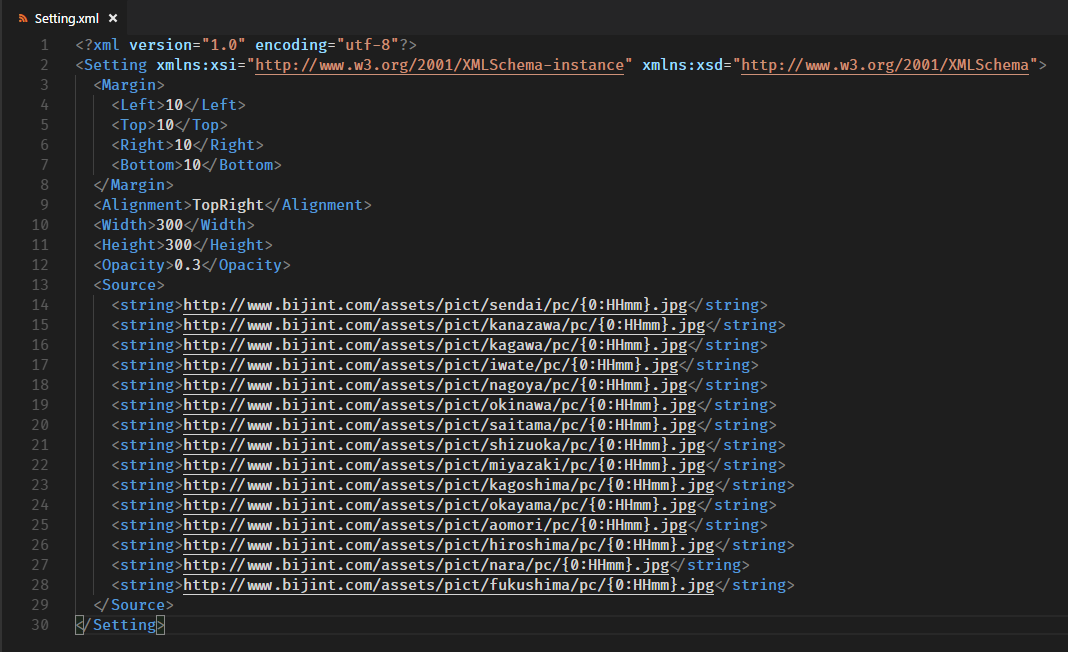 Setting.xml ×
1 <?xml version="1.0" encoding="utf-8"?>
2 <Setting xmlns:xsi="http://www.w3.org/2001/XMLSchema-instance" xmlns:xsd="http://www.w3.org/2001/XMLSchema">
3 <Margin>
4 <Left>10</Left>
5 <Top>10</Top>
6 <Right>10</Right>
7 <Bottom>10</Bottom>
8 </Margin>
9 <Alignment>TopRight</Alignment>
10 <Width>300</Width>
11 <Height>300</Height>
12 <Opacity>0.3</Opacity>
13 <Source>
14 <string>http://www.bijint.com/assets/pict/sendai/pc/{0:HHmm}.jpg</string>
15 <string>http://www.bijint.com/assets/pict/kanazawa/pc/{0:HHmm}.jpg</string>
16 <string>http://www.bijint.com/assets/pict/kagawa/pc/{0:HHmm}.jpg</string>
17 <string>http://www.bijint.com/assets/pict/iwate/pc/{0:HHmm}.jpg</string>
18 <string>http://www.bijint.com/assets/pict/nagoya/pc/{0:HHmm}.jpg</string>
19 <string>http://www.bijint.com/assets/pict/okinawa/pc/{0:HHmm}.jpg</string>
20 <string>http://www.bijint.com/assets/pict/saitama/pc/{0:HHmm}.jpg</string>
21 <string>http://www.bijint.com/assets/pict/shizuoka/pc/{0:HHmm}.jpg</string>
22 <string>http://www.bijint.com/assets/pict/miyazaki/pc/{0:HHmm}.jpg</string>
23 <string>http://www.bijint.com/assets/pict/kagoshima/pc/{0:HHmm}.jpg</string>
24 <string>http://www.bijint.com/assets/pict/okayama/pc/{0:HHmm}.jpg</string>
25 <string>http://www.bijint.com/assets/pict/aomori/pc/{0:HHmm}.jpg</string>
26 <string>http://www.bijint.com/assets/pict/hiroshima/pc/{0:HHmm}.jpg</string>
27 <string>http://www.bijint.com/assets/pict/nara/pc/{0:HHmm}.jpg</string>
28 <string>http://www.bijint.com/assets/pict/fukushima/pc/{0:HHmm}.jpg</string>
29 </Source>
30 </Setting>